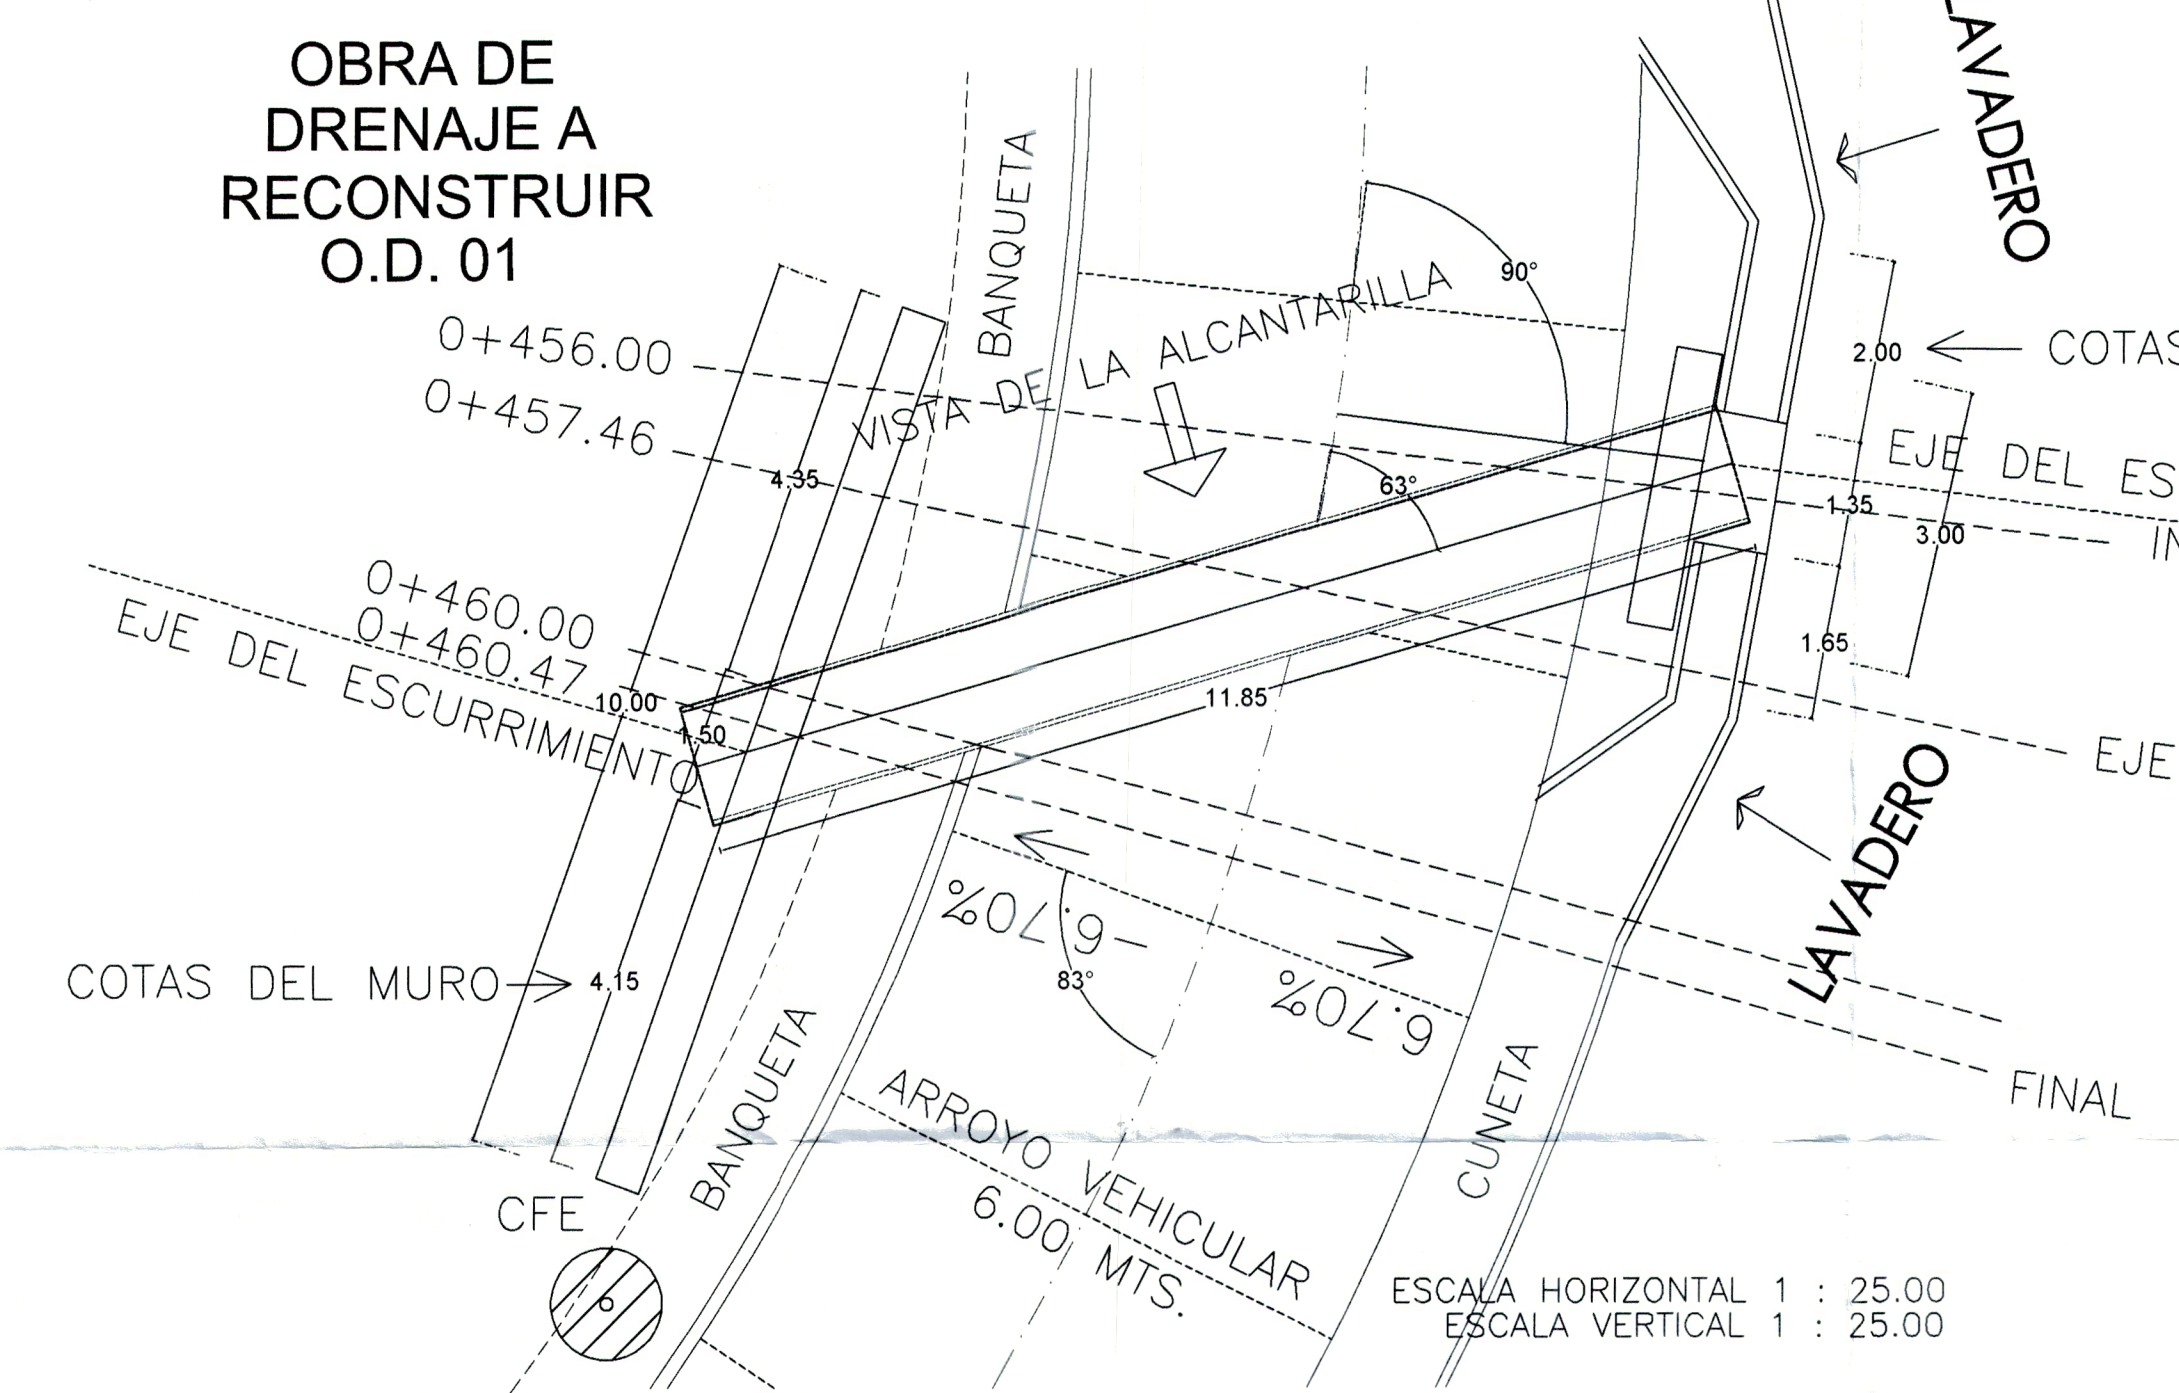 OBRA DE
DRENAJE A
RECONSTRUIR
O.D. 01
LAVADERO
BANQUETA
90°
VISTA DE LA ALCANTARILLA
0+456.00
0+457.46
2.00
COTAS
4.35
63°
EJE DEL ES
1.35
3.00
IN
0+460.00
0+460.47
EJE DEL ESCURRIMIENTO
10.00
1.50
11.85
1.65
EJE
LAVADERO
-6.70%
6.70%
83°
COTAS DEL MURO
4.15
BANQUETA
ARROYO VEHICULAR
6.00 MTS.
CUNETA
FINAL
CFE
ESCALA HORIZONTAL 1 : 25.00
ESCALA VERTICAL 1 : 25.00